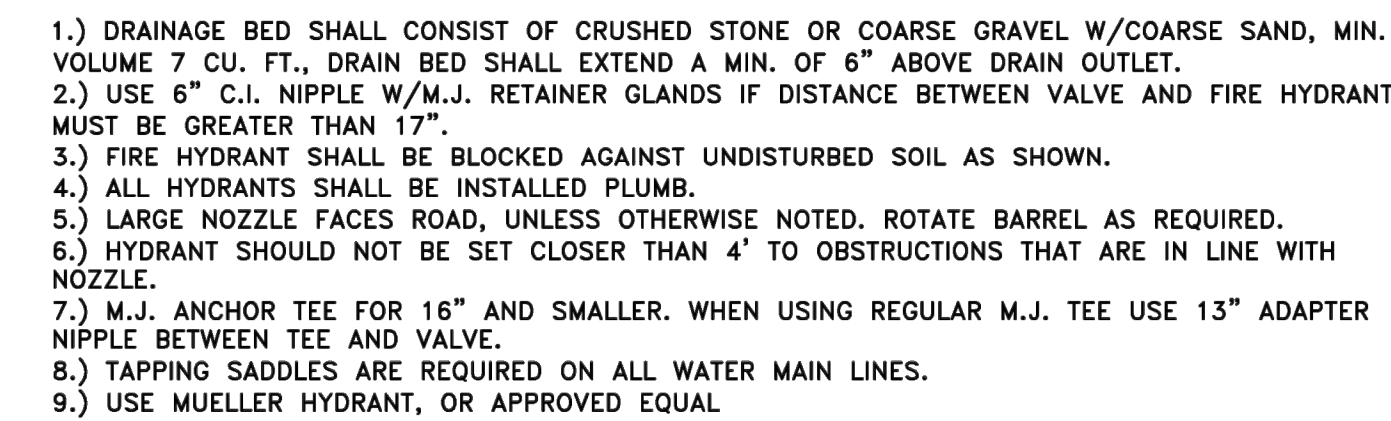 1.) DRAINAGE BED SHALL CONSIST OF CRUSHED STONE OR COARSE GRAVEL W/COARSE SAND, MIN.
VOLUME 7 CU. FT., DRAIN BED SHALL EXTEND A MIN. OF 6" ABOVE DRAIN OUTLET.
2.) USE 6" C.I. NIPPLE W/M.J. RETAINER GLANDS IF DISTANCE BETWEEN VALVE AND FIRE HYDRANT
MUST BE GREATER THAN 17".
3.) FIRE HYDRANT SHALL BE BLOCKED AGAINST UNDISTURBED SOIL AS SHOWN.
4.) ALL HYDRANTS SHALL BE INSTALLED PLUMB.
5.) LARGE NOZZLE FACES ROAD, UNLESS OTHERWISE NOTED. ROTATE BARREL AS REQUIRED.
6.) HYDRANT SHOULD NOT BE SET CLOSER THAN 4' TO OBSTRUCTIONS THAT ARE IN LINE WITH
NOZZLE.
7.) M.J. ANCHOR TEE FOR 16" AND SMALLER. WHEN USING REGULAR M.J. TEE USE 13" ADAPTER
NIPPLE BETWEEN TEE AND VALVE.
8.) TAPPING SADDLES ARE REQUIRED ON ALL WATER MAIN LINES.
9.) USE MUELLER HYDRANT, OR APPROVED EQUAL